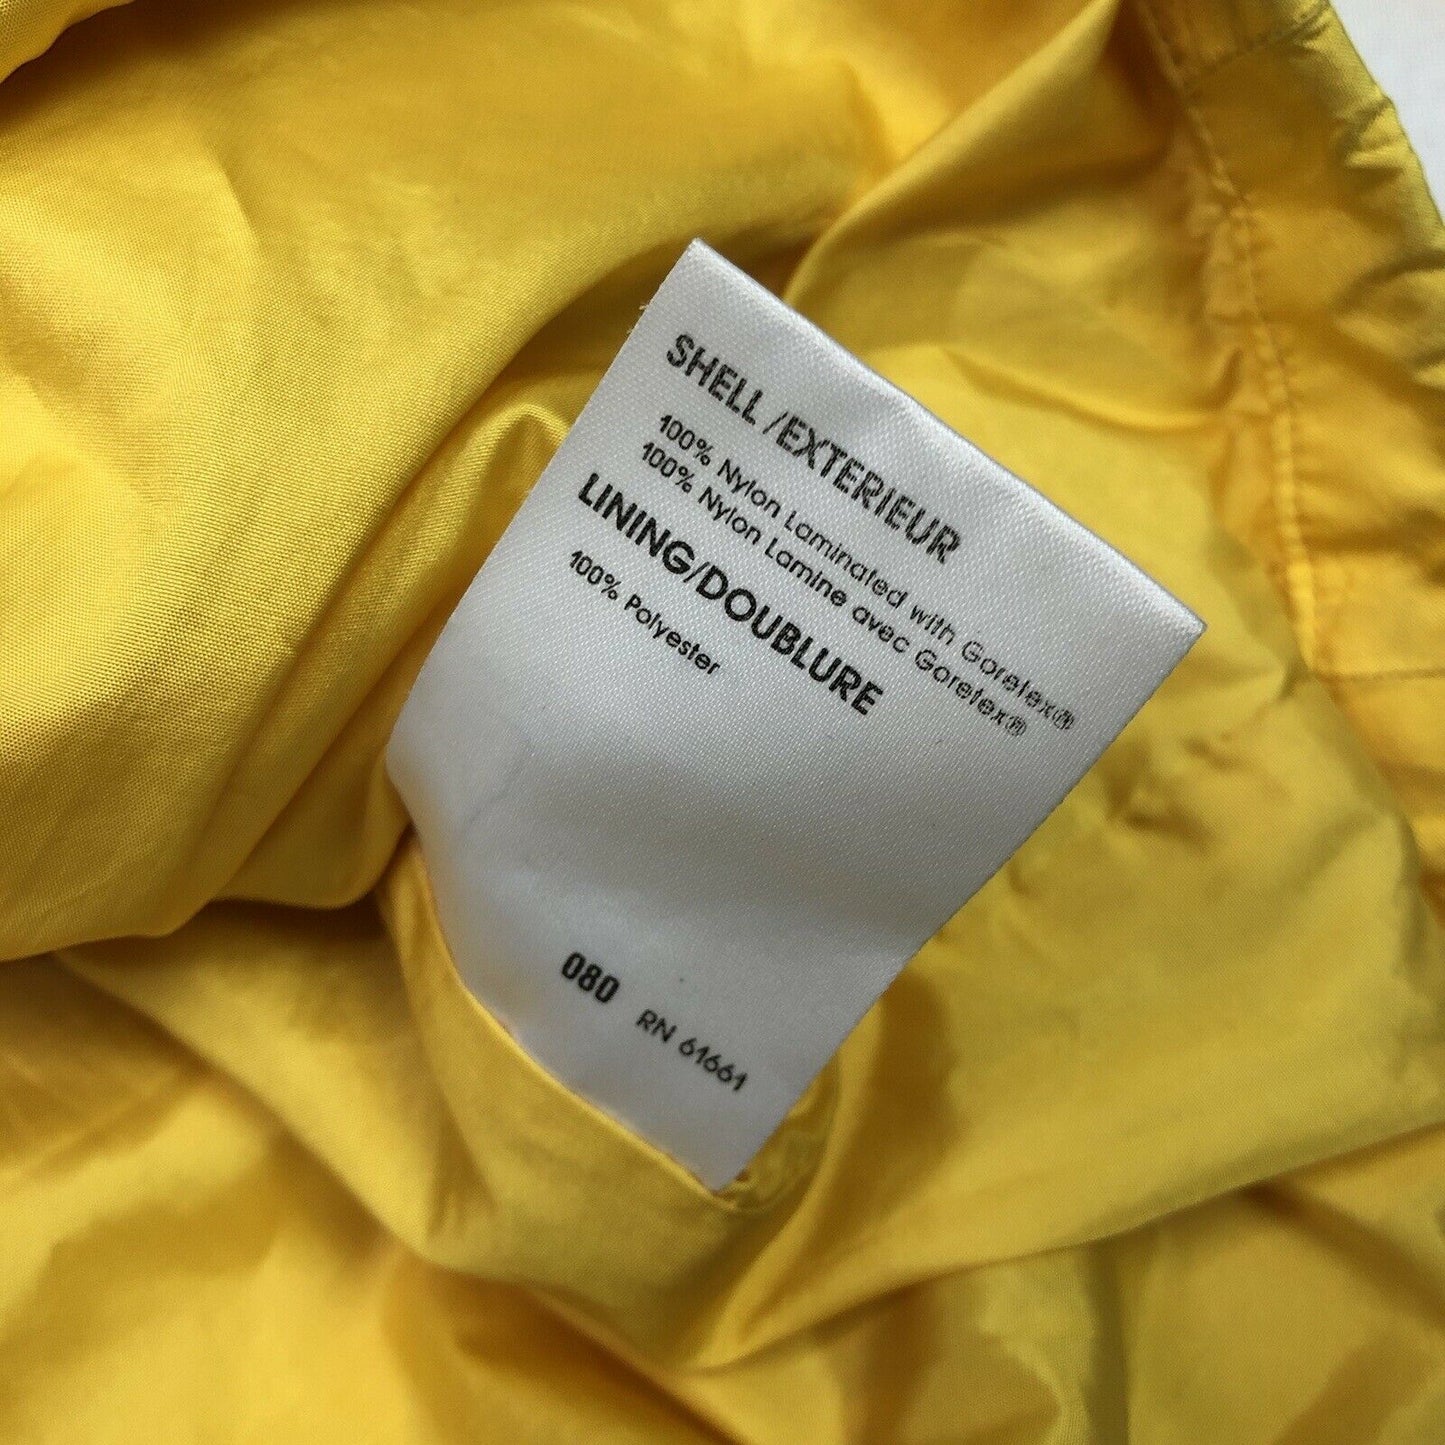 SHELL/EXTERIEUR
100% Nylon Laminated with Goretex®
100% Nylon Lamine avec Goretex®
LINING/DOUBLURE
100% Polyester
080 RN 61661